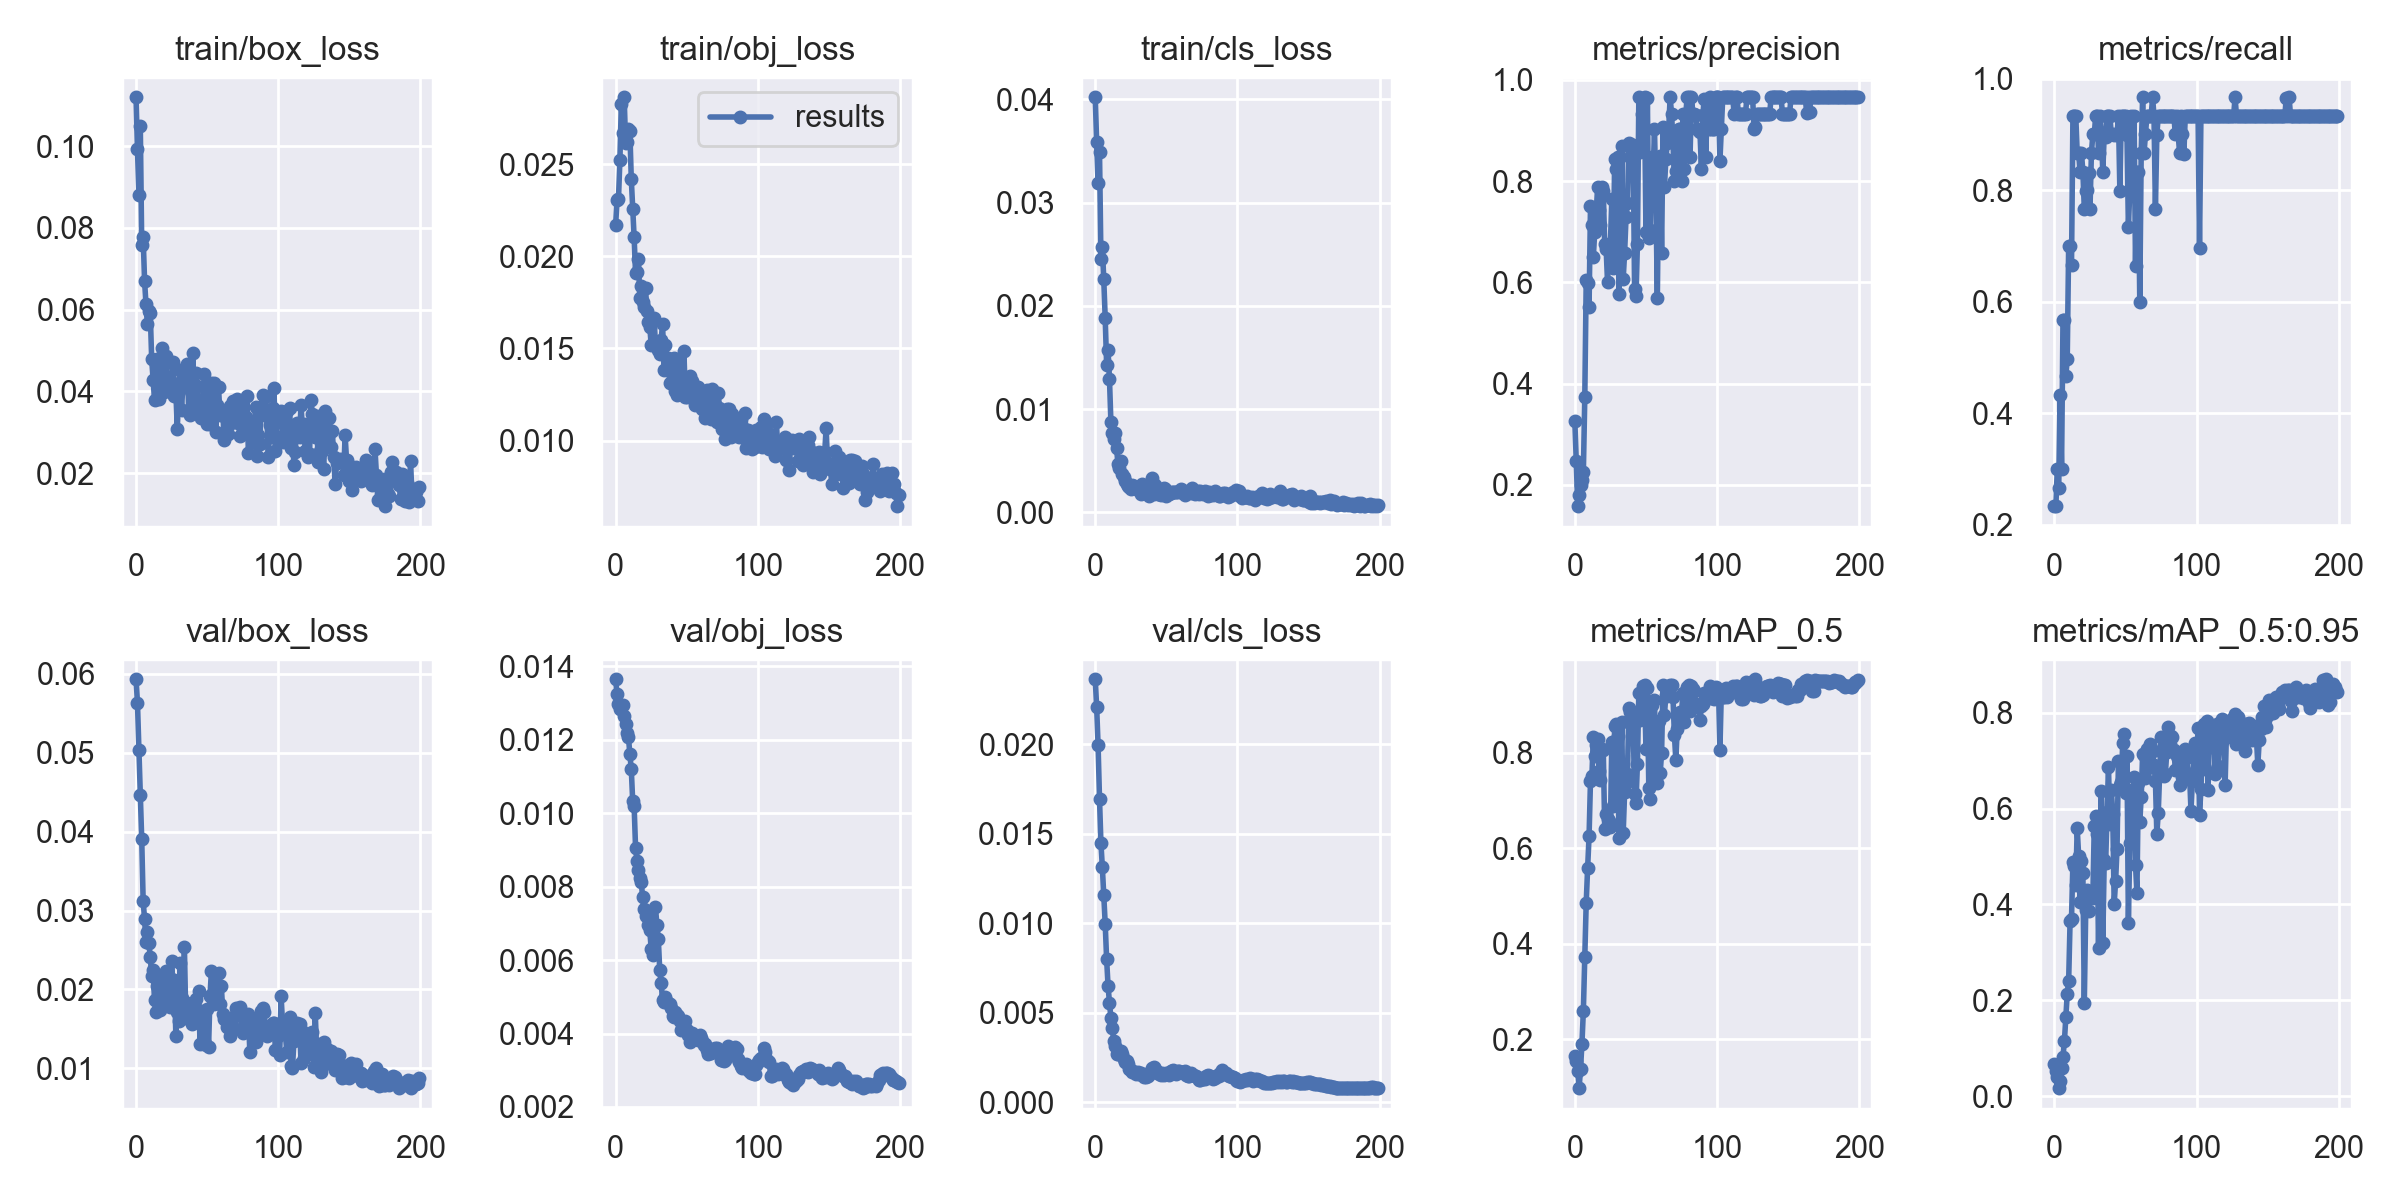 train/box_loss
0.10
0.08
0.06
0.04
0.02
0 100 200
train/obj_loss
results
0.025
0.020
0.015
0.010
0 100 200
train/cls_loss
0.04
0.03
0.02
0.01
0.00
0 100 200
metrics/precision
1.0
0.8
0.6
0.4
0.2
0 100 200
metrics/recall
1.0
0.8
0.6
0.4
0.2
0 100 200
val/box_loss
0.06
0.05
0.04
0.03
0.02
0.01
0 100 200
val/obj_loss
0.014
0.012
0.010
0.008
0.006
0.004
0.002
0 100 200
val/cls_loss
0.020
0.015
0.010
0.005
0.000
0 100 200
metrics/mAP_0.5
0.8
0.6
0.4
0.2
0 100 200
metrics/mAP_0.5:0.95
0.8
0.6
0.4
0.2
0.0
0 100 200